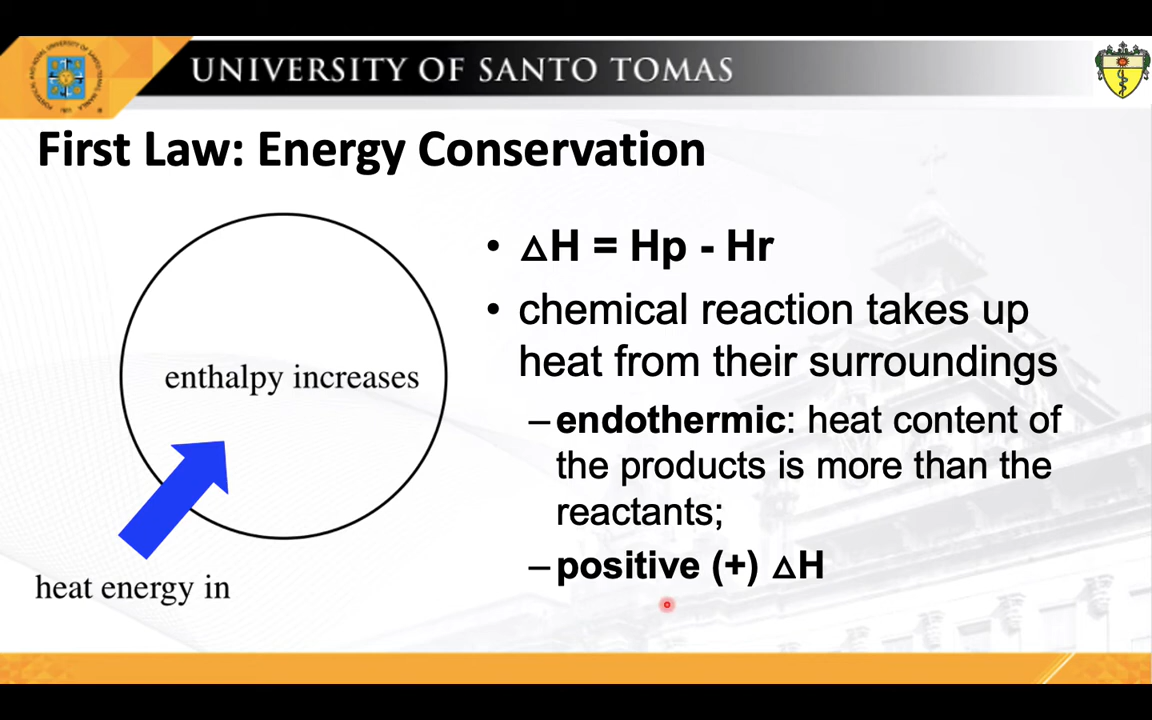 UNIVERSITY OF SANTO TOMAS
First Law: Energy Conservation
enthalpy increases
heat energy in
• △H = Hp - Hr
• chemical reaction takes up
heat from their surroundings
–endothermic: heat content of
the products is more than the
reactants;
–positive (+) △H